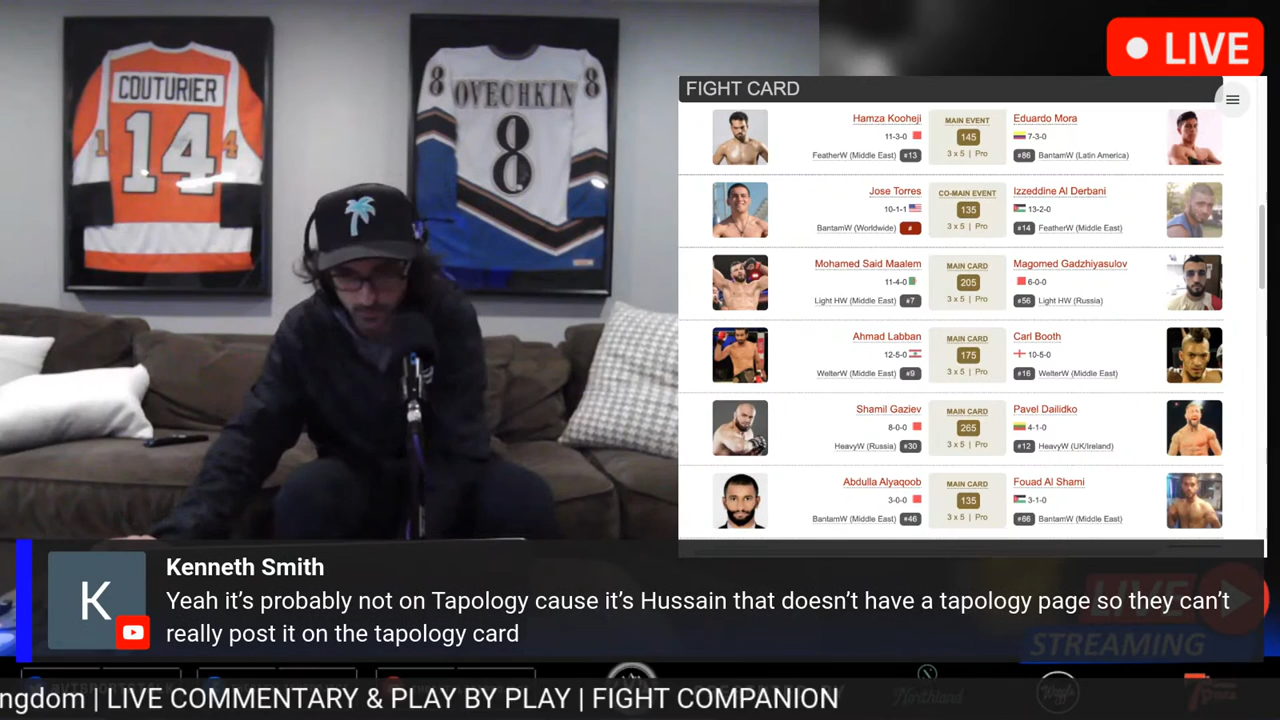 COUTURIER
14
1
4
8
8
OVECHKIN
8
LIVE
FIGHT CARD
Hamza Kooheji
MAIN EVENT
Eduardo Mora
11-3-0
145
7-3-0
FeatherW (Middle East) #13
3 x 5 | Pro
#86 BantamW (Latin America)
Jose Torres
CO-MAIN EVENT
Izzeddine Al Derbani
10-1-1
135
13-2-0
BantamW (Worldwide) #
3 x 5 | Pro
#14 FeatherW (Middle East)
Mohamed Said Maalem
MAIN CARD
Magomed Gadzhiyasulov
11-4-0
205
6-0-0
Light HW (Middle East) #7
3 x 5 | Pro
#56 Light HW (Russia)
Ahmad Labban
MAIN CARD
Carl Booth
12-5-0
175
10-5-0
WelterW (Middle East) #9
3 x 5 | Pro
#16 WelterW (Middle East)
Shamil Gaziev
MAIN CARD
Pavel Dailidko
8-0-0
265
4-1-0
HeavyW (Russia) #30
3 x 5 | Pro
#12 HeavyW (UK/Ireland)
Abdulla Alyaqoob
MAIN CARD
Fouad Al Shami
3-0-0
135
3-1-0
BantamW (Middle East) #46
3 x 5 | Pro
#66 BantamW (Middle East)
K
Kenneth Smith
Yeah it’s probably not on Tapology cause it’s Hussain that doesn’t have a tapology page so they can’t
really post it on the tapology card
LIVE
STREAMING
ngdom | LIVE COMMENTARY & PLAY BY PLAY | FIGHT COMPANION
Northland